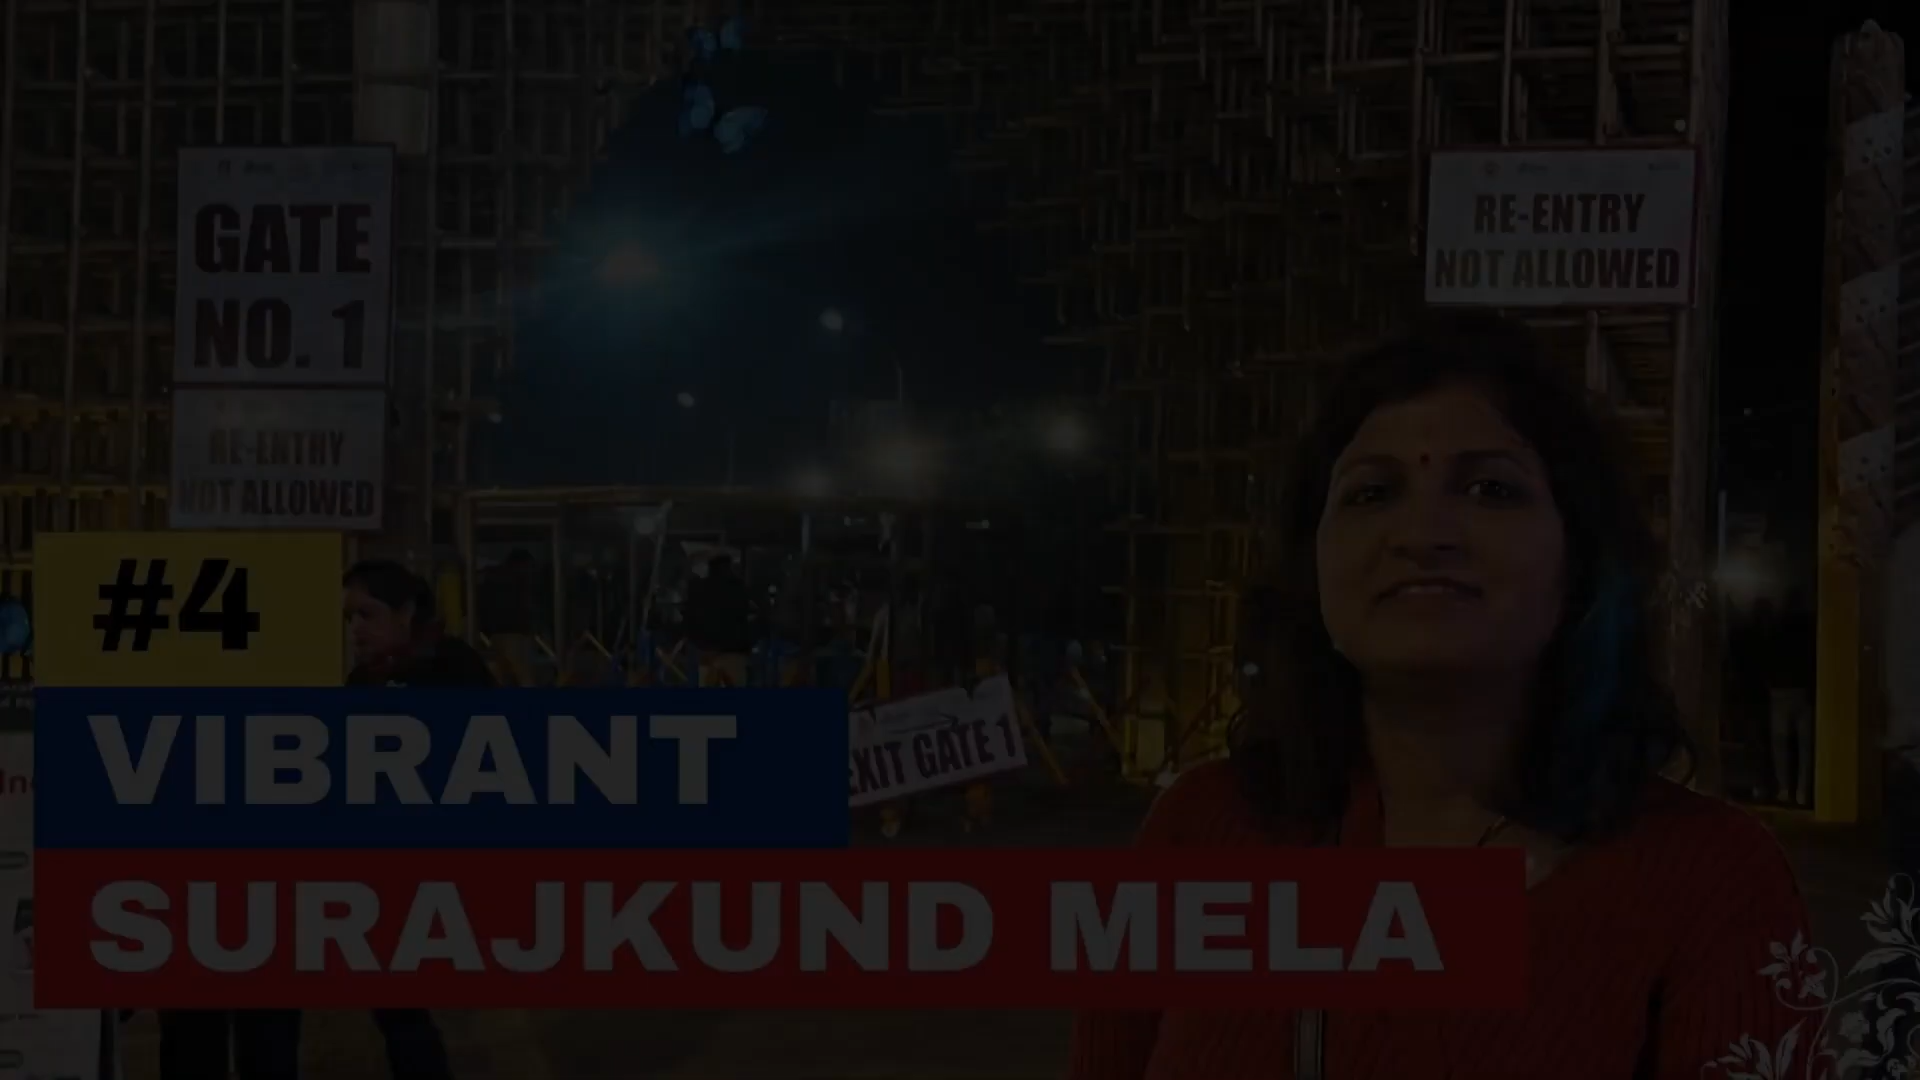 GATE
NO. 1
RE-ENTRY
NOT ALLOWED
RE-ENTRY
NOT ALLOWED
EXIT GATE 1
#4
VIBRANT
SURAJKUND MELA